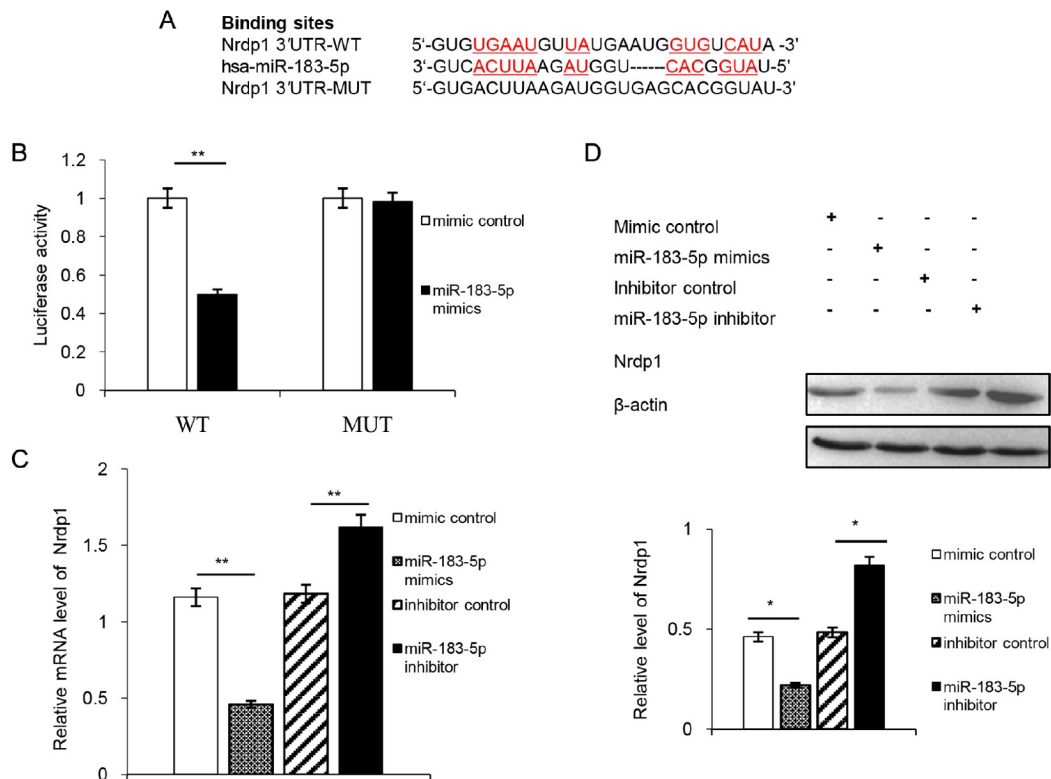 A
Binding sites
Nrdp1 3'UTR-WT 5'-GUGUGAAUGUUAUGAAUGGUGUCAUA -3'
hsa-miR-183-5p 3'-GUCACUUAAGAUGGU------CACGGUAU-5'
Nrdp1 3'UTR-MUT 5'-GUGACUUAAGAUGGUGAGCACGGUAU-3'
B
Luciferase activity
1.2
1
0.8
0.6
0.4
0.2
0
**
WT
MUT
mimic control
miR-183-5p
mimics
C
Relative mRNA level of Nrdp1
2
1.5
1
0.5
0
**
**
mimic control
miR-183-5p
mimics
inhibitor control
miR-183-5p
inhibitor
D
Mimic control + - - -
miR-183-5p mimics - + - -
Inhibitor control - - + -
miR-183-5p inhibitor - - - +
Nrdp1
β-actin
Relative level of Nrdp1
1
0.5
0
*
*
mimic control
miR-183-5p
mimics
inhibitor control
miR-183-5p
inhibitor